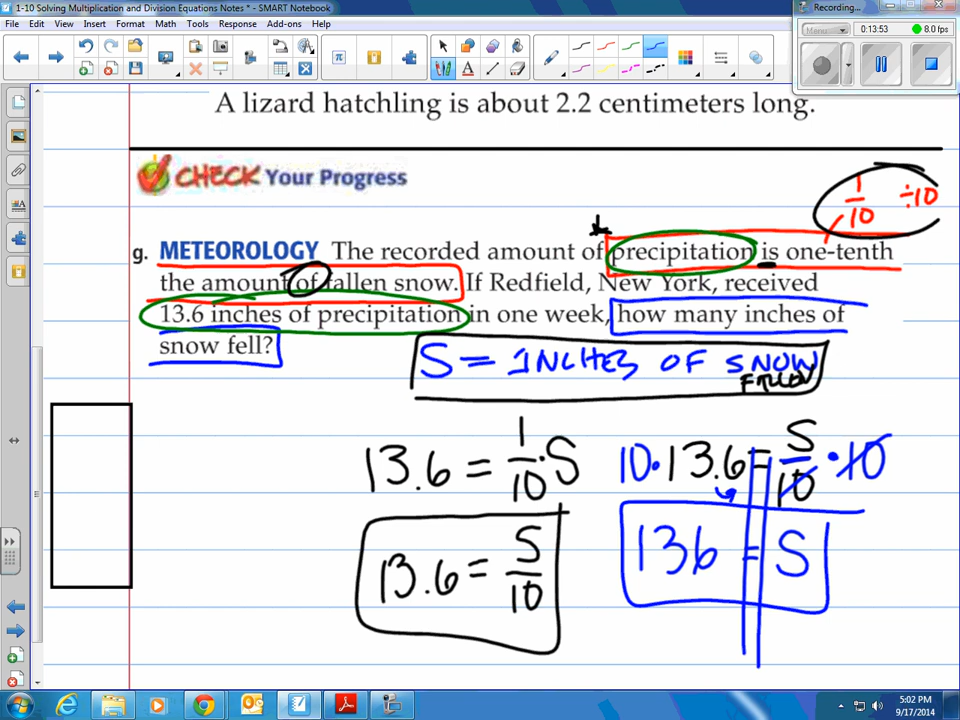 1-10 Solving Multiplication and Division Equations Notes * - SMART Notebook
Recording...
File Edit View Insert Format Math Tools Response Add-ons Help
Menu 0:13:53 8.0 fps
A lizard hatchling is about 2.2 centimeters long.
CHECK Your Progress
1/10 ÷10
g. METEOROLOGY The recorded amount of precipitation is one-tenth
the amount of fallen snow. If Redfield, New York, received
13.6 inches of precipitation in one week, how many inches of
snow fell?
S = INCHES OF SNOW
FALLEN
13.6 = 1/10 · S
10 · 13.6 = S/10 · 10
13.6 = S/10
136 = S
5:02 PM
9/17/2014